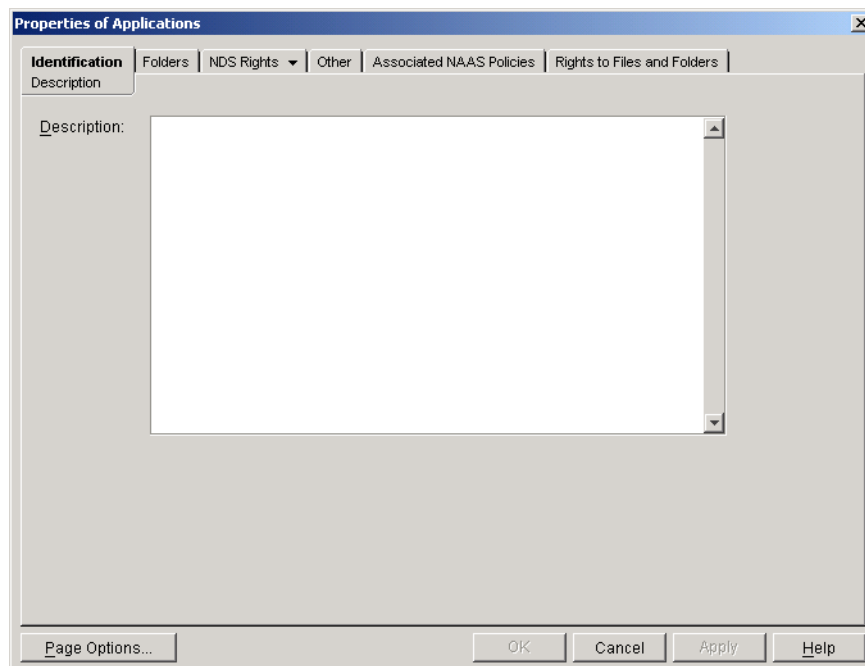 Properties of Applications
Identification Folders NDS Rights Other Associated NAAS Policies Rights to Files and Folders
Description
Description:
Page Options... OK Cancel Apply Help